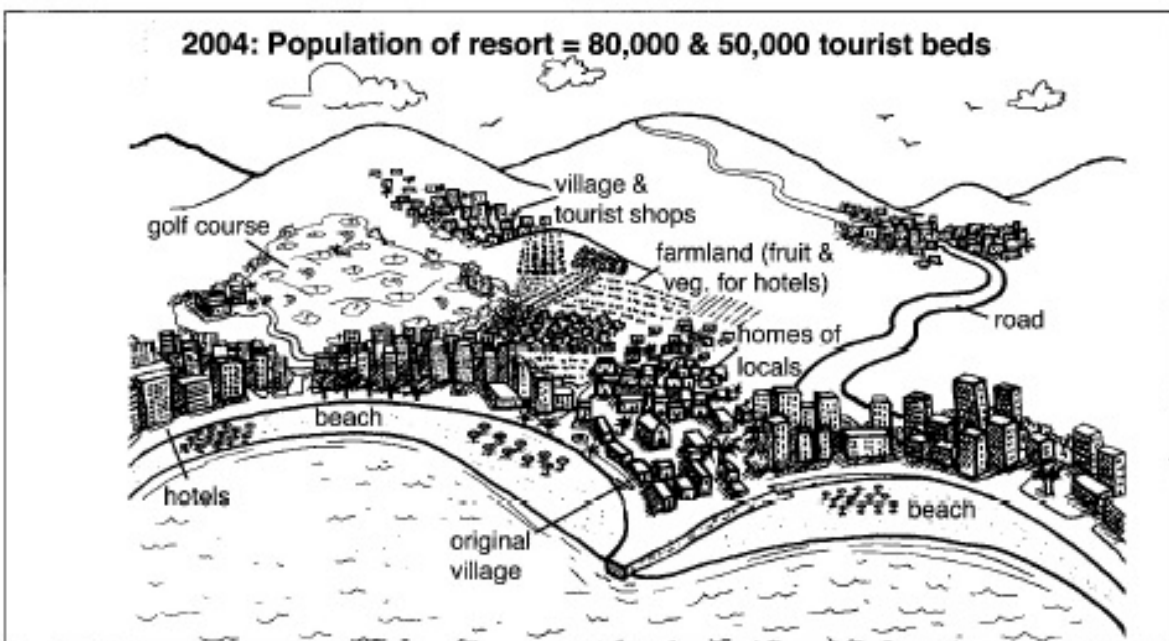 2004: Population of resort = 80,000 & 50,000 tourist beds
village &
tourist shops
golf course
farmland (fruit &
veg. for hotels)
road
homes of
locals
beach
hotels
beach
original
village